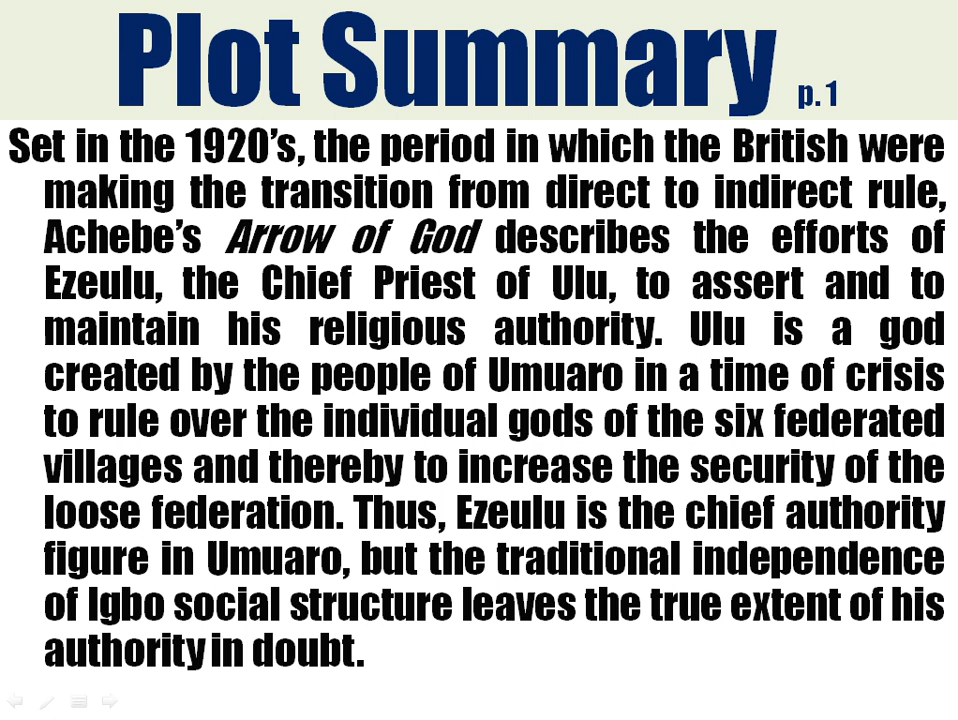 Plot Summary p. 1
Set in the 1920’s, the period in which the British were
making the transition from direct to indirect rule,
Achebe’s Arrow of God describes the efforts of
Ezeulu, the Chief Priest of Ulu, to assert and to
maintain his religious authority. Ulu is a god
created by the people of Umuaro in a time of crisis
to rule over the individual gods of the six federated
villages and thereby to increase the security of the
loose federation. Thus, Ezeulu is the chief authority
figure in Umuaro, but the traditional independence
of Igbo social structure leaves the true extent of his
authority in doubt.